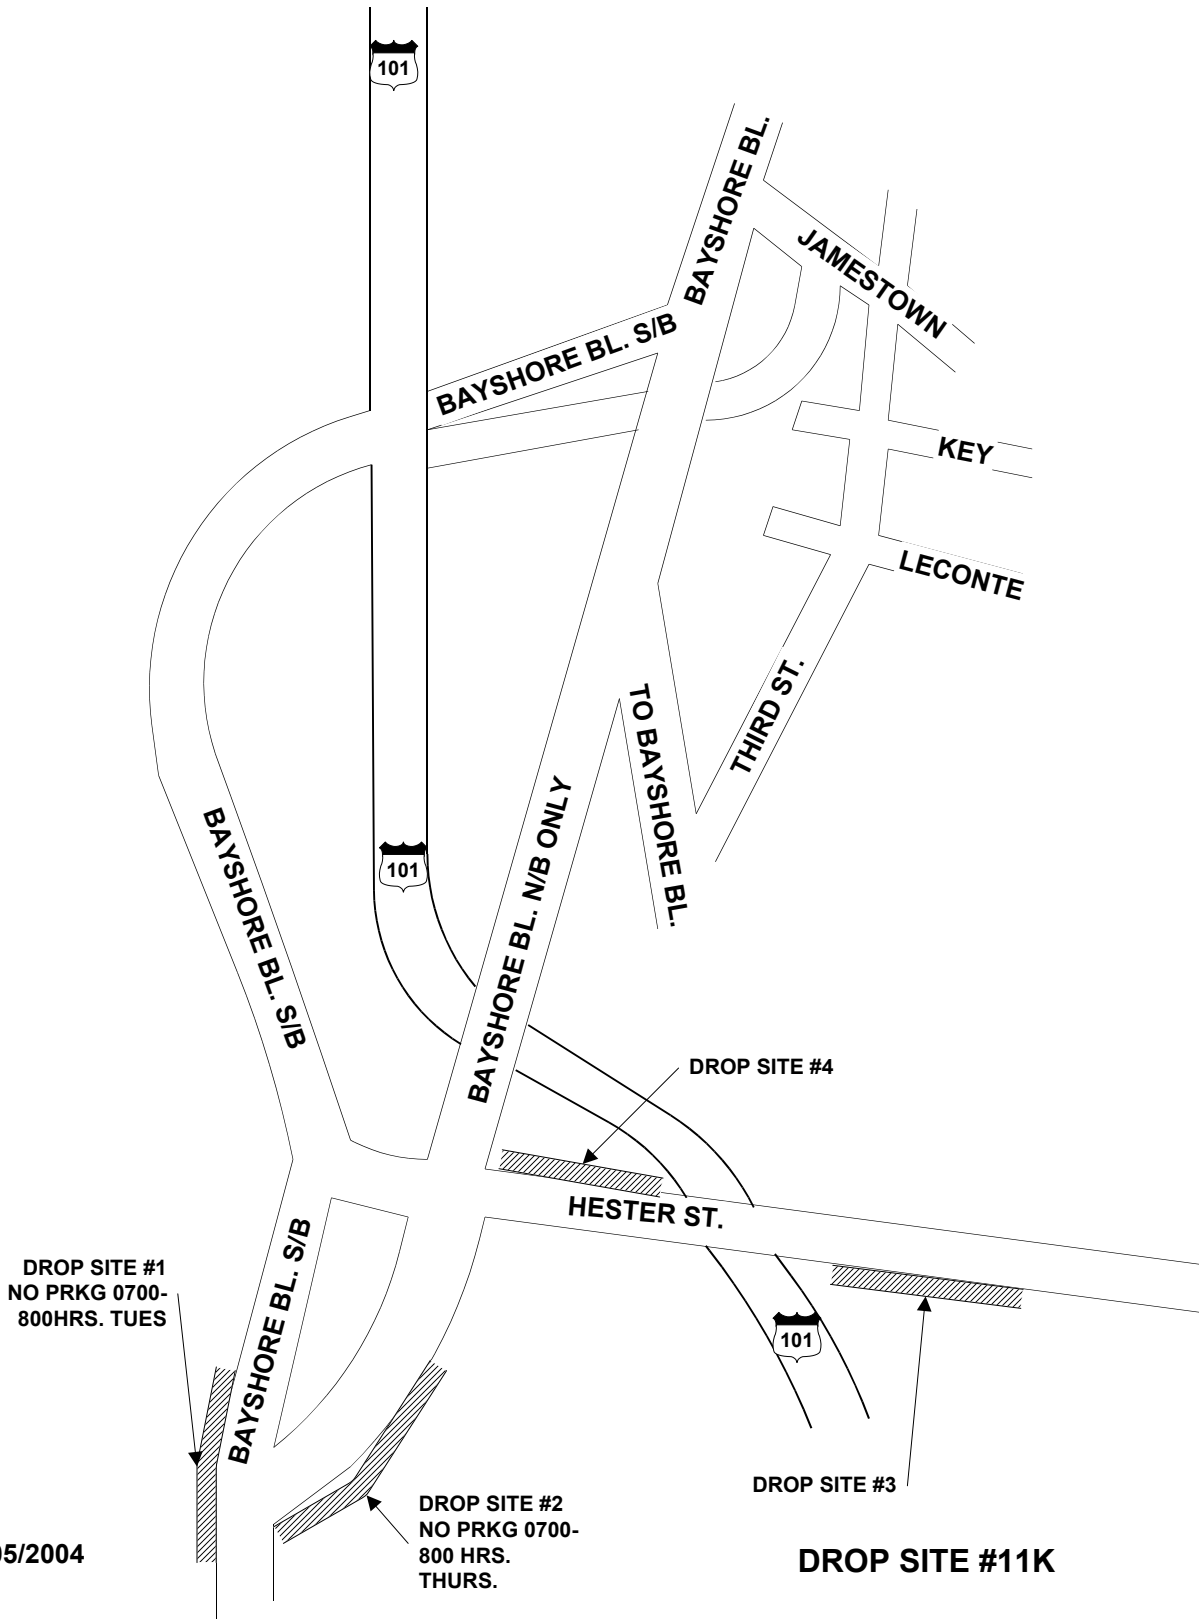 101
BAYSHORE BL.
JAMESTOWN
BAYSHORE BL. S/B
KEY
LECONTE
THIRD ST.
TO BAYSHORE BL.
BAYSHORE BL. N/B ONLY
BAYSHORE BL. S/B
101
DROP SITE #4
HESTER ST.
BAYSHORE BL. S/B
DROP SITE #1
NO PRKG 0700-
800HRS. TUES
101
DROP SITE #3
DROP SITE #2
NO PRKG 0700-
800 HRS.
THURS.
5/2004
DROP SITE #11K